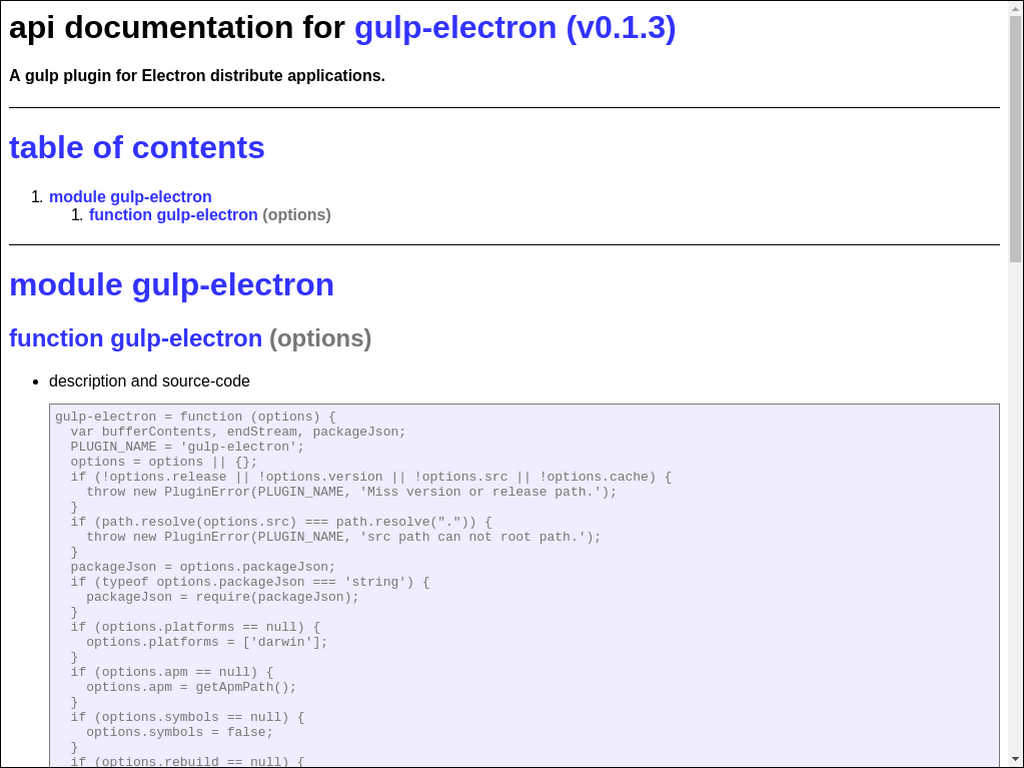 api documentation for gulp-electron (v0.1.3)
A gulp plugin for Electron distribute applications.
table of contents
1. module gulp-electron
1. function gulp-electron (options)
module gulp-electron
function gulp-electron (options)
• description and source-code
gulp-electron = function (options) {
  var bufferContents, endStream, packageJson;
  PLUGIN_NAME = 'gulp-electron';
  options = options || {};
  if (!options.release || !options.version || !options.src || !options.cache) {
    throw new PluginError(PLUGIN_NAME, 'Miss version or release path.');
  }
  if (path.resolve(options.src) === path.resolve(".")) {
    throw new PluginError(PLUGIN_NAME, 'src path can not root path.');
  }
  packageJson = options.packageJson;
  if (typeof options.packageJson === 'string') {
    packageJson = require(packageJson);
  }
  if (options.platforms == null) {
    options.platforms = ['darwin'];
  }
  if (options.apm == null) {
    options.apm = getApmPath();
  }
  if (options.symbols == null) {
    options.symbols = false;
  }
  if (options.rebuild == null) {